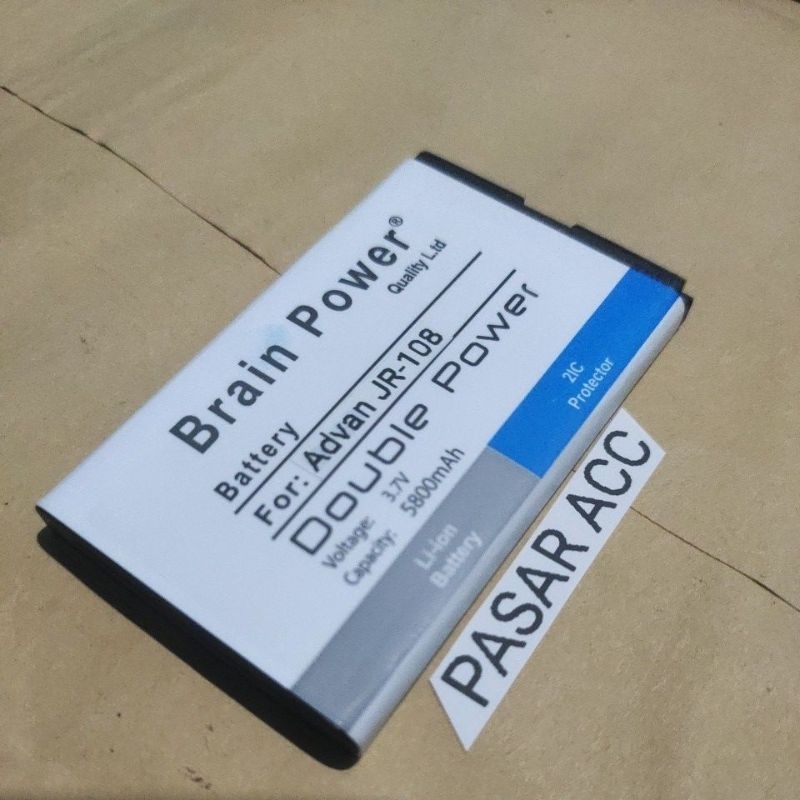 Brain Power®
Quality L.td
Battery
For: Advan JR-108
Double Power
Voltage: 3.7V
Capacity: 5800mAh
Li-ion
Battery
2IC
Protector
PASAR ACC